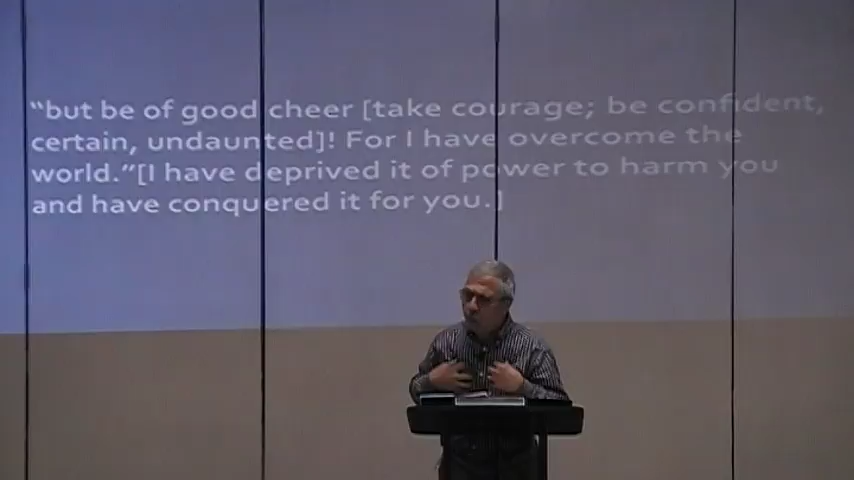 “but be of good cheer [take courage; be confident,
certain, undaunted]! For I have overcome the
world.”[I have deprived it of power to harm you
and have conquered it for you.]